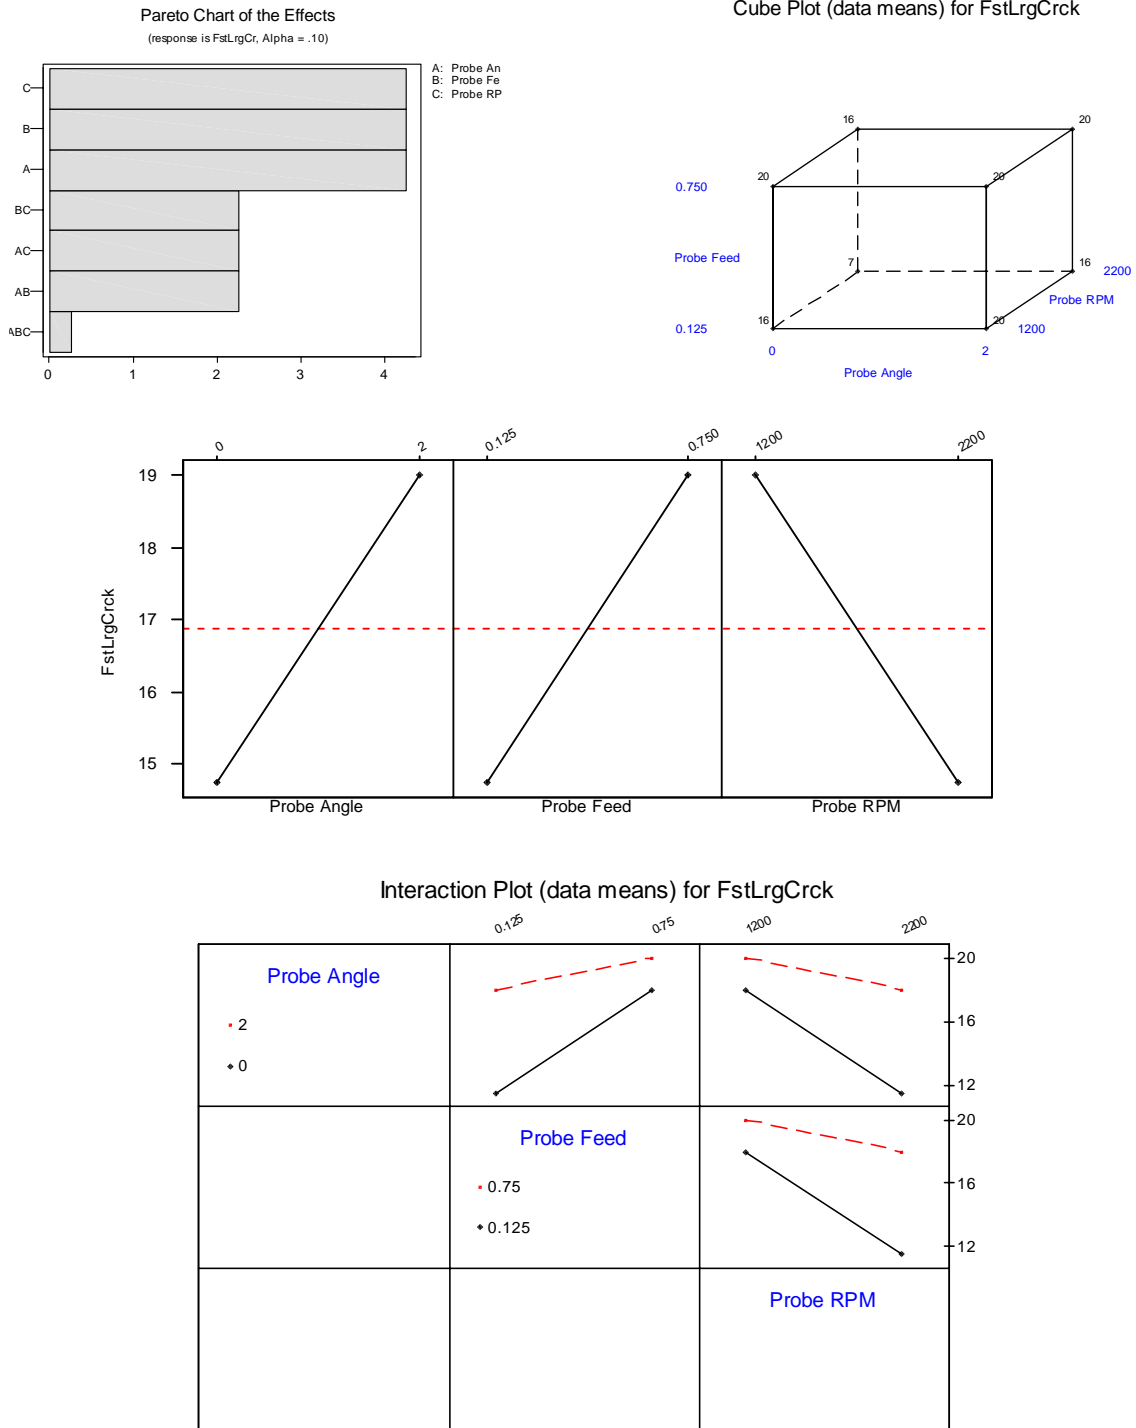 Pareto Chart of the Effects
(response is FstLrgCr, Alpha = .10)
A: Probe An
B: Probe Fe
C: Probe RP
C
B
A
BC
AC
AB
ABC
0 1 2 3 4
Cube Plot (data means) for FstLrgCrck
16 20
20 20
0.750
Probe Feed
7 16 2200
Probe RPM
16 20
0.125 1200
0 2
Probe Angle
0 2 0.125 0.750 1200 2200
19
18
17
16
15
FstLrgCrck
Probe Angle Probe Feed Probe RPM
Interaction Plot (data means) for FstLrgCrck
0.125 0.75 1200 2200
Probe Angle
2
0
20
16
12
Probe Feed
0.75
0.125
20
16
12
Probe RPM